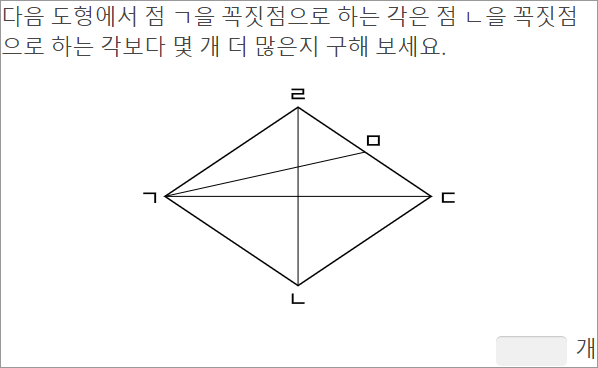 다음 도형에서 점 ㄱ을 꼭짓점으로 하는 각은 점 ㄴ을 꼭짓점
으로 하는 각보다 몇 개 더 많은지 구해 보세요.
ㄹ
ㅁ
ㄱ
ㄷ
ㄴ
개